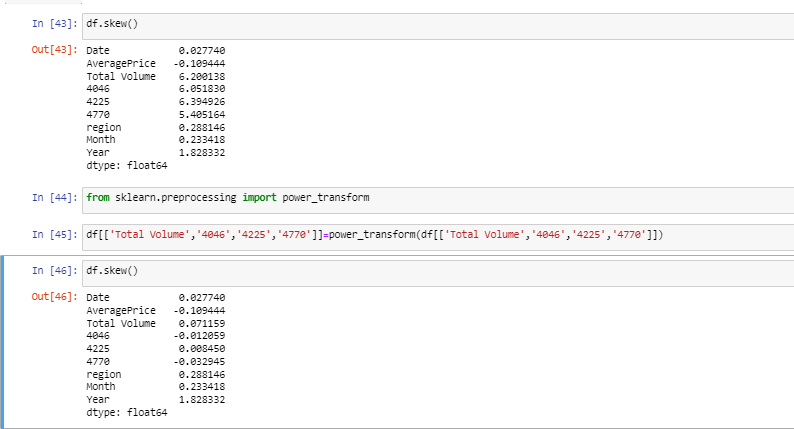 In [43]: df.skew()
Out[43]: Date 0.027740
AveragePrice -0.109444
Total Volume 6.200138
4046 6.051830
4225 6.394926
4770 5.405164
region 0.288146
Month 0.233418
Year 1.828332
dtype: float64
In [44]: from sklearn.preprocessing import power_transform
In [45]: df[['Total Volume','4046','4225','4770']]=power_transform(df[['Total Volume','4046','4225','4770']])
In [46]: df.skew()
Out[46]: Date 0.027740
AveragePrice -0.109444
Total Volume 0.071159
4046 -0.012059
4225 0.008450
4770 -0.032945
region 0.288146
Month 0.233418
Year 1.828332
dtype: float64